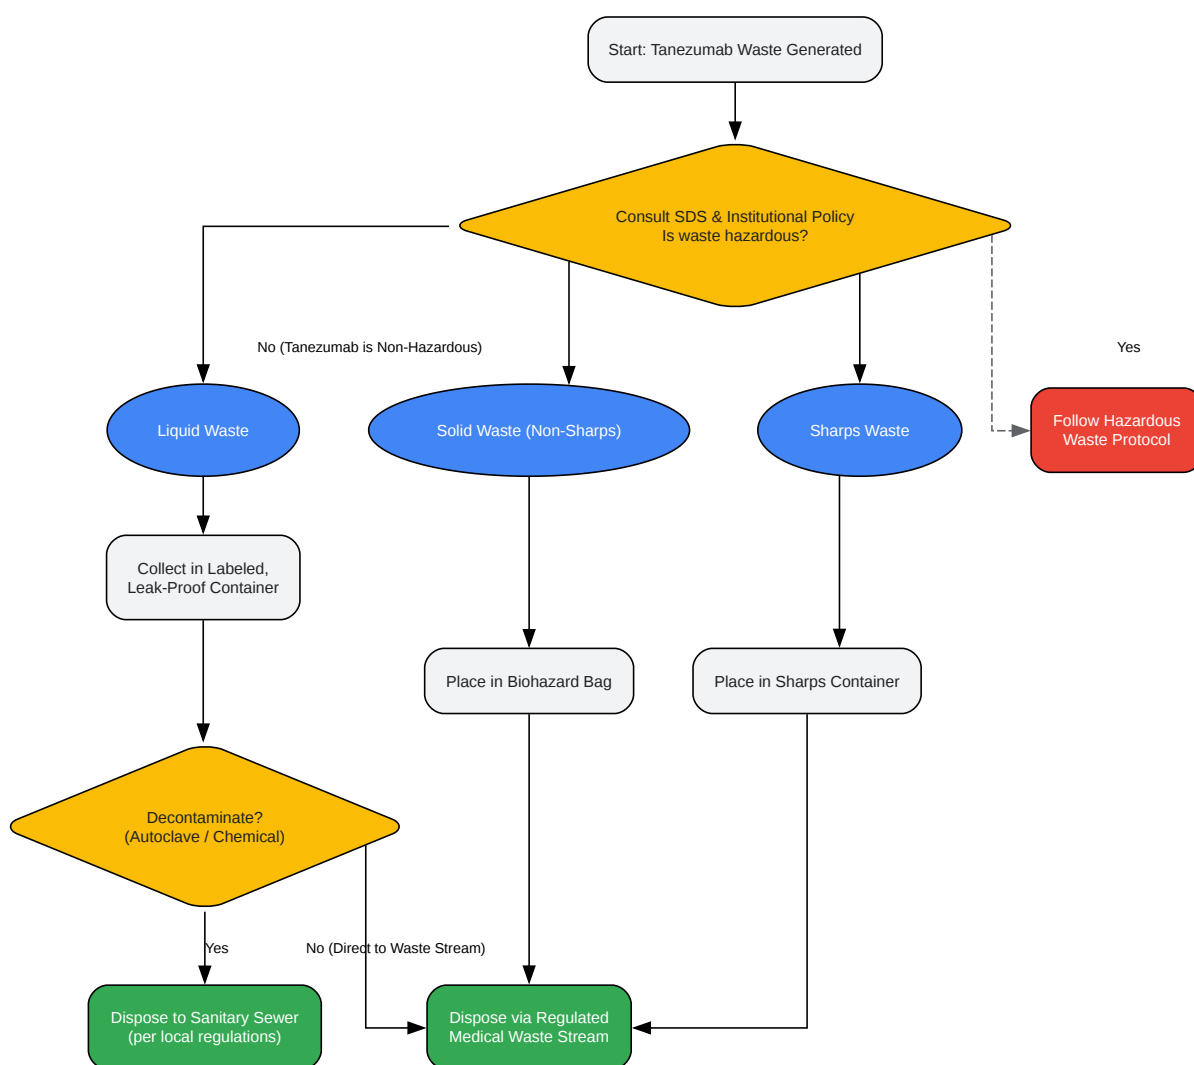 Start: Tanezumab Waste Generated
Consult SDS & Institutional Policy
Is waste hazardous?
No (Tanezumab is Non-Hazardous)
Yes
Liquid Waste
Solid Waste (Non-Sharps)
Sharps Waste
Follow Hazardous
Waste Protocol
Collect in Labeled,
Leak-Proof Container
Place in Biohazard Bag
Place in Sharps Container
Decontaminate?
(Autoclave / Chemical)
Yes
No (Direct to Waste Stream)
Dispose to Sanitary Sewer
(per local regulations)
Dispose via Regulated
Medical Waste Stream